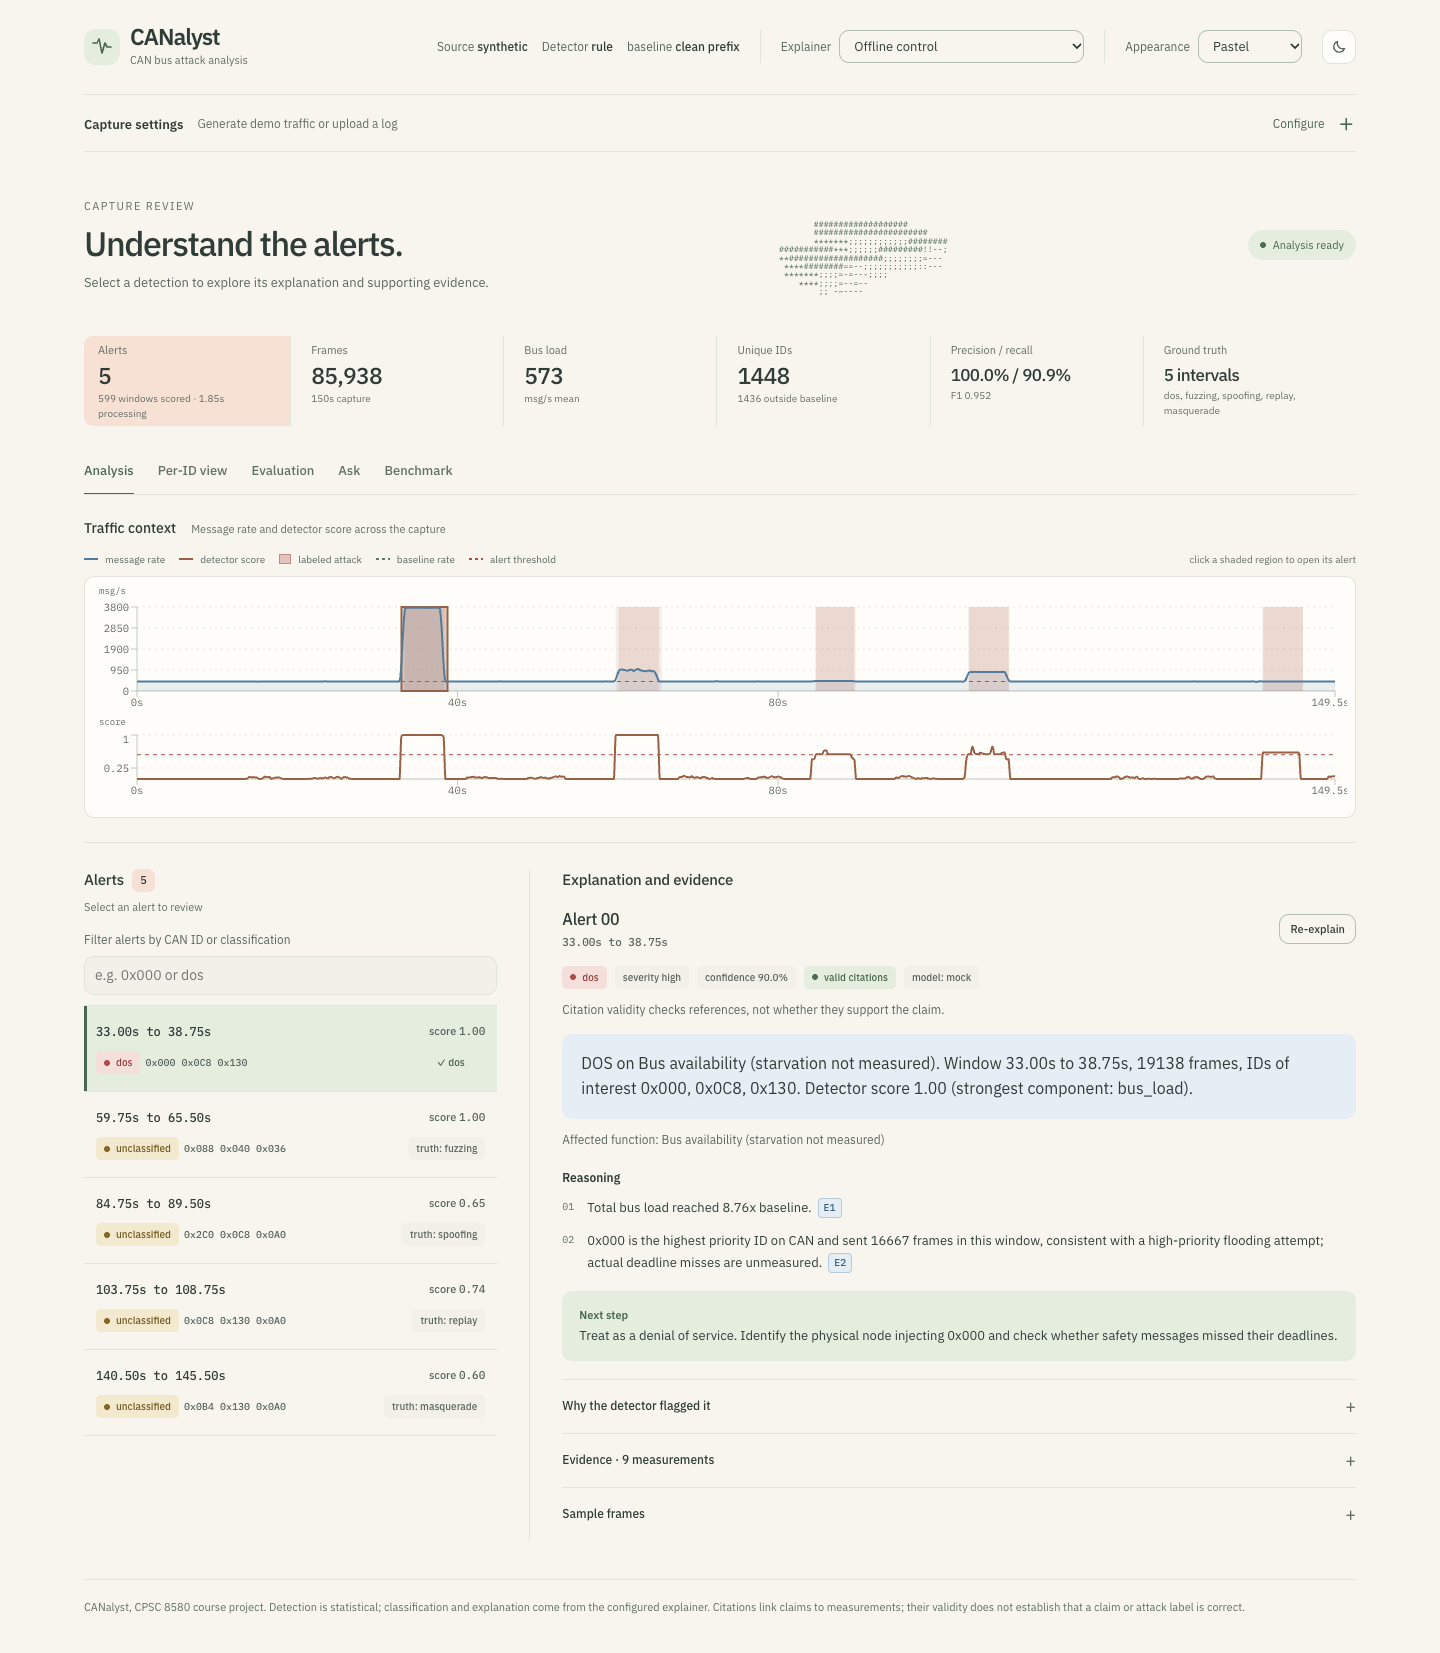 CANalyst
CAN bus attack analysis
Source synthetic Detector rule baseline clean prefix Explainer Offline control Appearance Pastel
Capture settings Generate demo traffic or upload a log Configure +
CAPTURE REVIEW
Understand the alerts.
Select a detection to explore its explanation and supporting evidence.
Analysis ready
Alerts
5
599 windows scored · 1.85s
processing
Frames
85,938
150s capture
Bus load
573
msg/s mean
Unique IDs
1448
1436 outside baseline
Precision / recall
100.0% / 90.9%
F1 0.952
Ground truth
5 intervals
dos, fuzzing, spoofing, replay,
masquerade
Analysis Per-ID view Evaluation Ask Benchmark
Traffic context Message rate and detector score across the capture
message rate detector score labeled attack baseline rate alert threshold click a shaded region to open its alert
msg/s
3800
2850
1900
950
0
0s 40s 80s 149.5s
score
1
0.25
0s 40s 80s 149.5s
Alerts 5
Select an alert to review
Filter alerts by CAN ID or classification
e.g. 0x000 or dos
33.00s to 38.75s score 1.00
dos 0x000 0x0C8 0x130 ✓ dos
59.75s to 65.50s score 1.00
unclassified 0x088 0x040 0x036 truth: fuzzing
84.75s to 89.50s score 0.65
unclassified 0x2C0 0x0C8 0x0A0 truth: spoofing
103.75s to 108.75s score 0.74
unclassified 0x0C8 0x130 0x0A0 truth: replay
140.50s to 145.50s score 0.60
unclassified 0x0B4 0x130 0x0A0 truth: masquerade
Explanation and evidence
Alert 00
33.00s to 38.75s
Re-explain
dos severity high confidence 90.0% valid citations model: mock
Citation validity checks references, not whether they support the claim.
DOS on Bus availability (starvation not measured). Window 33.00s to 38.75s, 19138 frames, IDs of
interest 0x000, 0x0C8, 0x130. Detector score 1.00 (strongest component: bus_load).
Affected function: Bus availability (starvation not measured)
Reasoning
01 Total bus load reached 8.76x baseline. E1
02 0x000 is the highest priority ID on CAN and sent 16667 frames in this window, consistent with a high-priority flooding attempt;
actual deadline misses are unmeasured. E2
Next step
Treat as a denial of service. Identify the physical node injecting 0x000 and check whether safety messages missed their deadlines.
Why the detector flagged it +
Evidence · 9 measurements +
Sample frames +
CANalyst, CPSC 8580 course project. Detection is statistical; classification and explanation come from the configured explainer. Citations link claims to measurements; their validity does not establish that a claim or attack label is correct.